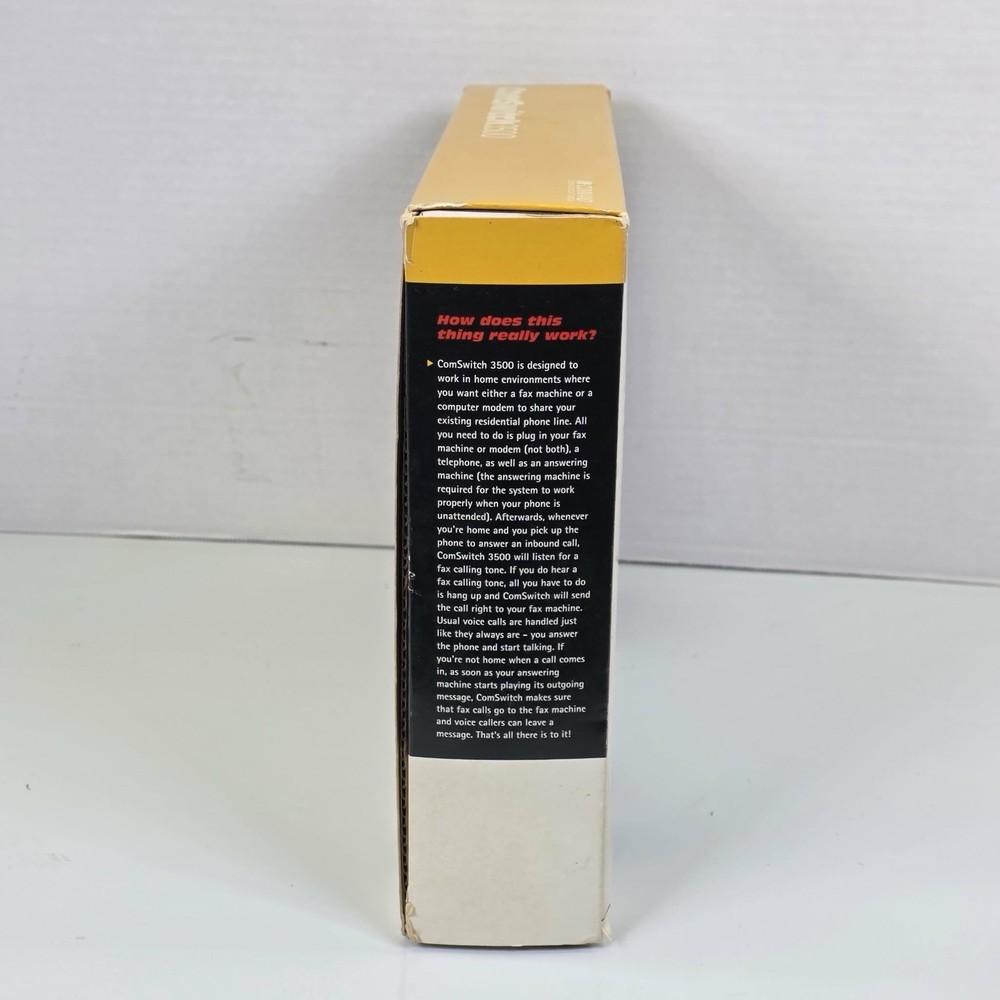 How does this
thing really work?
ComSwitch 3500 is designed to
work in home environments where
you want either a fax machine or a
computer modem to share your
existing residential phone line. All
you need to do is plug in your fax
machine or modem (not both), a
telephone, as well as an answering
machine (the answering machine is
required for the system to work
properly when your phone is
unattended). Afterwards, whenever
you're home and you pick up the
phone to answer an inbound call,
ComSwitch 3500 will listen for a
fax calling tone. If you do hear a
fax calling tone, all you have to do
is hang up and ComSwitch will send
the call right to your fax machine.
Usual voice calls are handled just
like they always are – you answer
the phone and start talking. If
you're not home when a call comes
in, as soon as your answering
machine starts playing its outgoing
message, ComSwitch makes sure
that fax calls go to the fax machine
and voice callers can leave a
message. That's all there is to it!